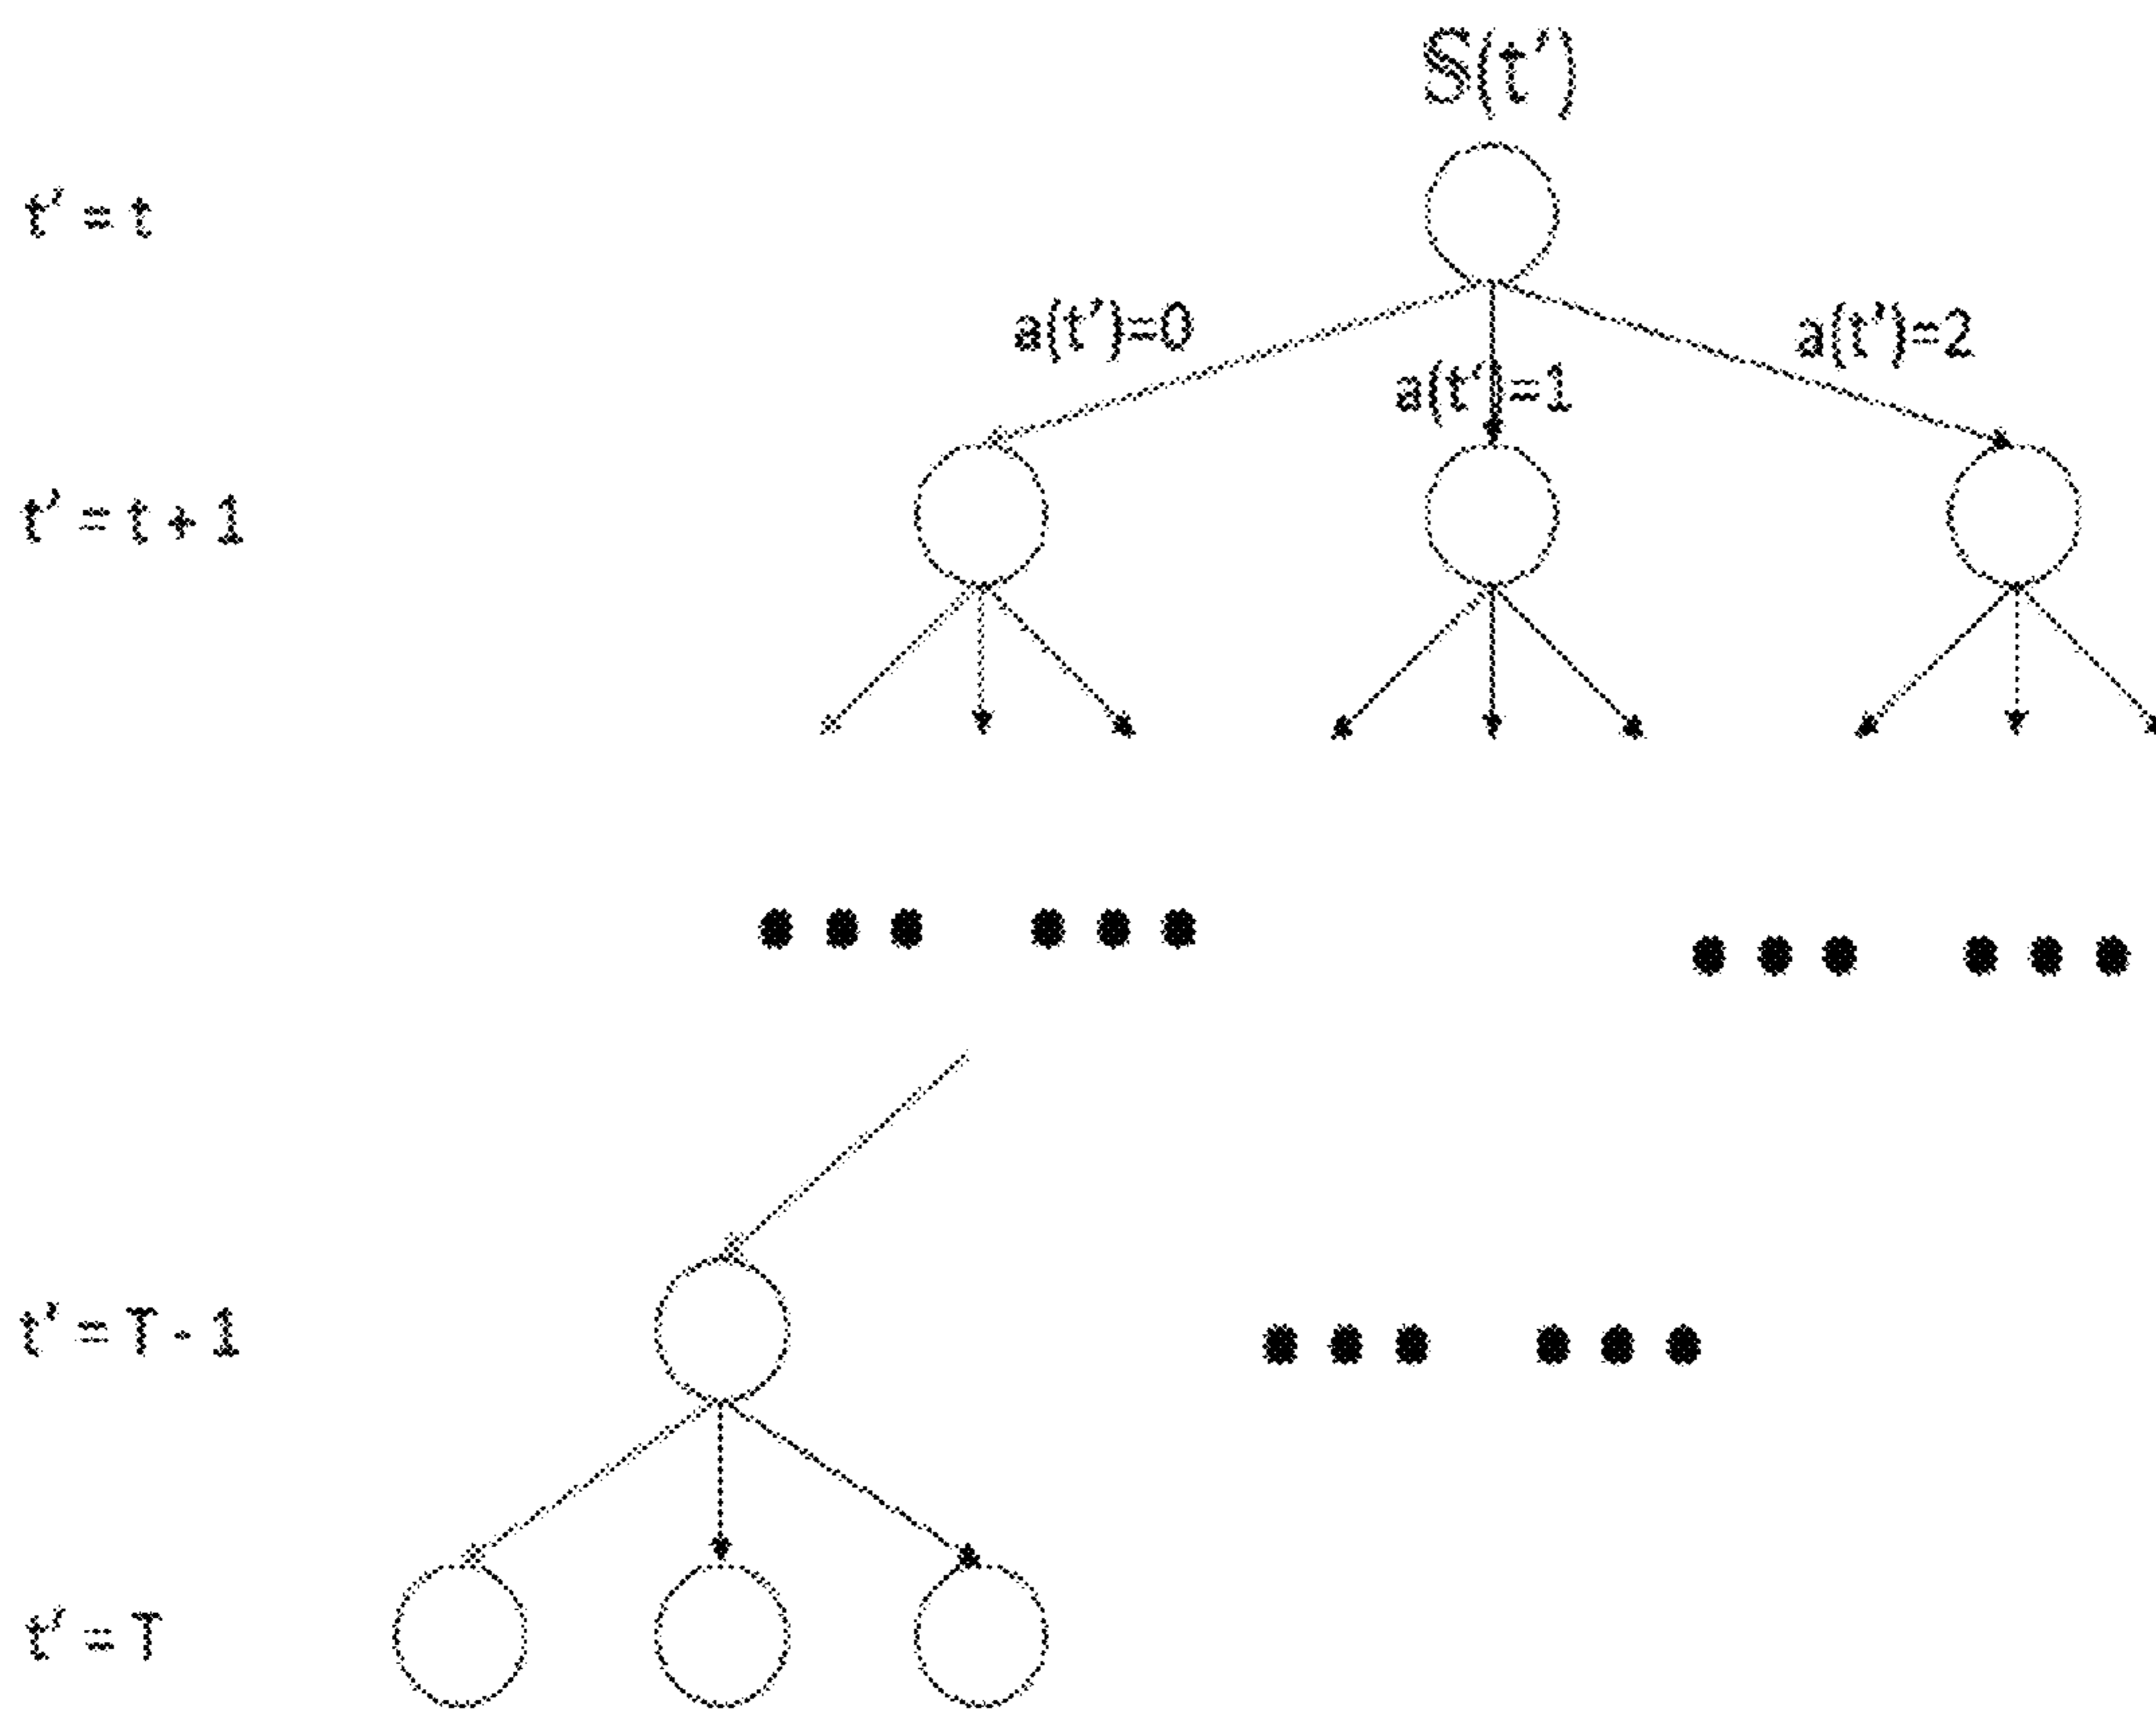 S(t')
t' = t
a(t')=0
a(t')=2
a(t')=1
t' = t + 1
t' = T - 1
t' = T